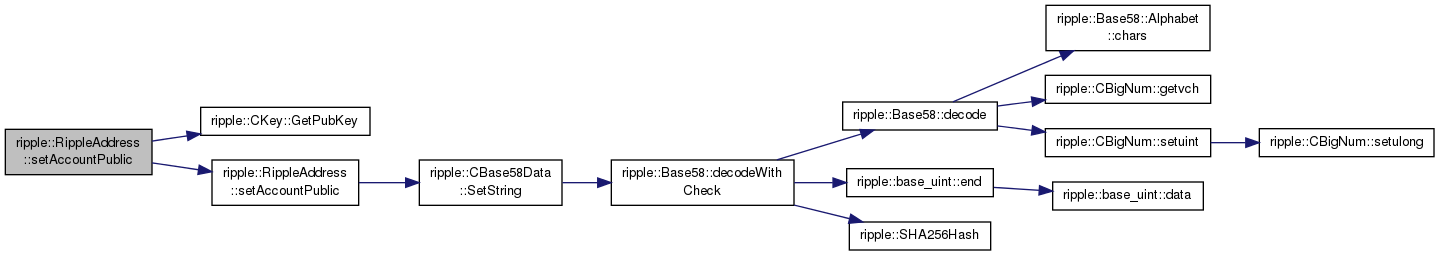 ripple::RippleAddress
::setAccountPublic
ripple::CKey::GetPubKey
ripple::RippleAddress
::setAccountPublic
ripple::CBase58Data
::SetString
ripple::Base58::decodeWith
Check
ripple::Base58::decode
ripple::base_uint::end
ripple::SHA256Hash
ripple::Base58::Alphabet
::chars
ripple::CBigNum::getvch
ripple::CBigNum::setuint
ripple::base_uint::data
ripple::CBigNum::setulong